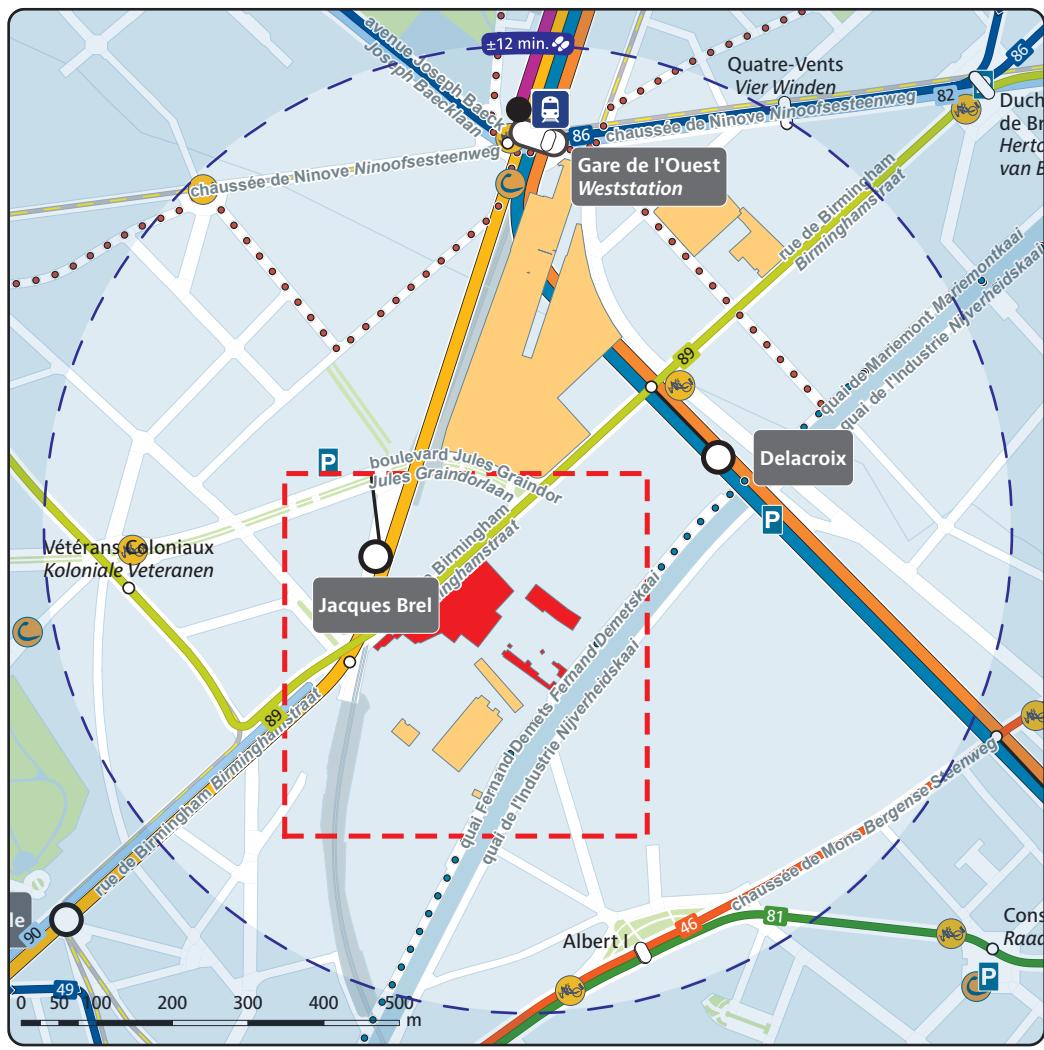 ±12 min.
avenue Joseph Baeck
Joseph Baecklaan
Quatre-Vents
Vier Winden
86
82
86
chaussée de Ninove Ninoofsesteenweg
Duch
de Br
Herto
van B
chaussée de Ninove Ninoofsesteenweg
Gare de l'Ouest
Weststation
rue de Birmingham
Birminghamstraat
quai de Mariemont Mariemontkaai
quai de l'Industrie Nijverheidskaai
89
P
boulevard Jules Graindor
Jules Graindorlaan
Delacroix
P
Vétérans Coloniaux
Koloniale Veteranen
e Birmingham
inghamstraat
Jacques Brel
quai Fernand Demets Fernand Demetskaai
quai de l'Industrie Nijverheidskaai
89
rue de Birmingham Birminghamstraat
chaussée de Mons Bergense Steenweg
le
90
Albert I
46
81
Cons
Raad
P
49
0 50 100 200 300 400 500
m